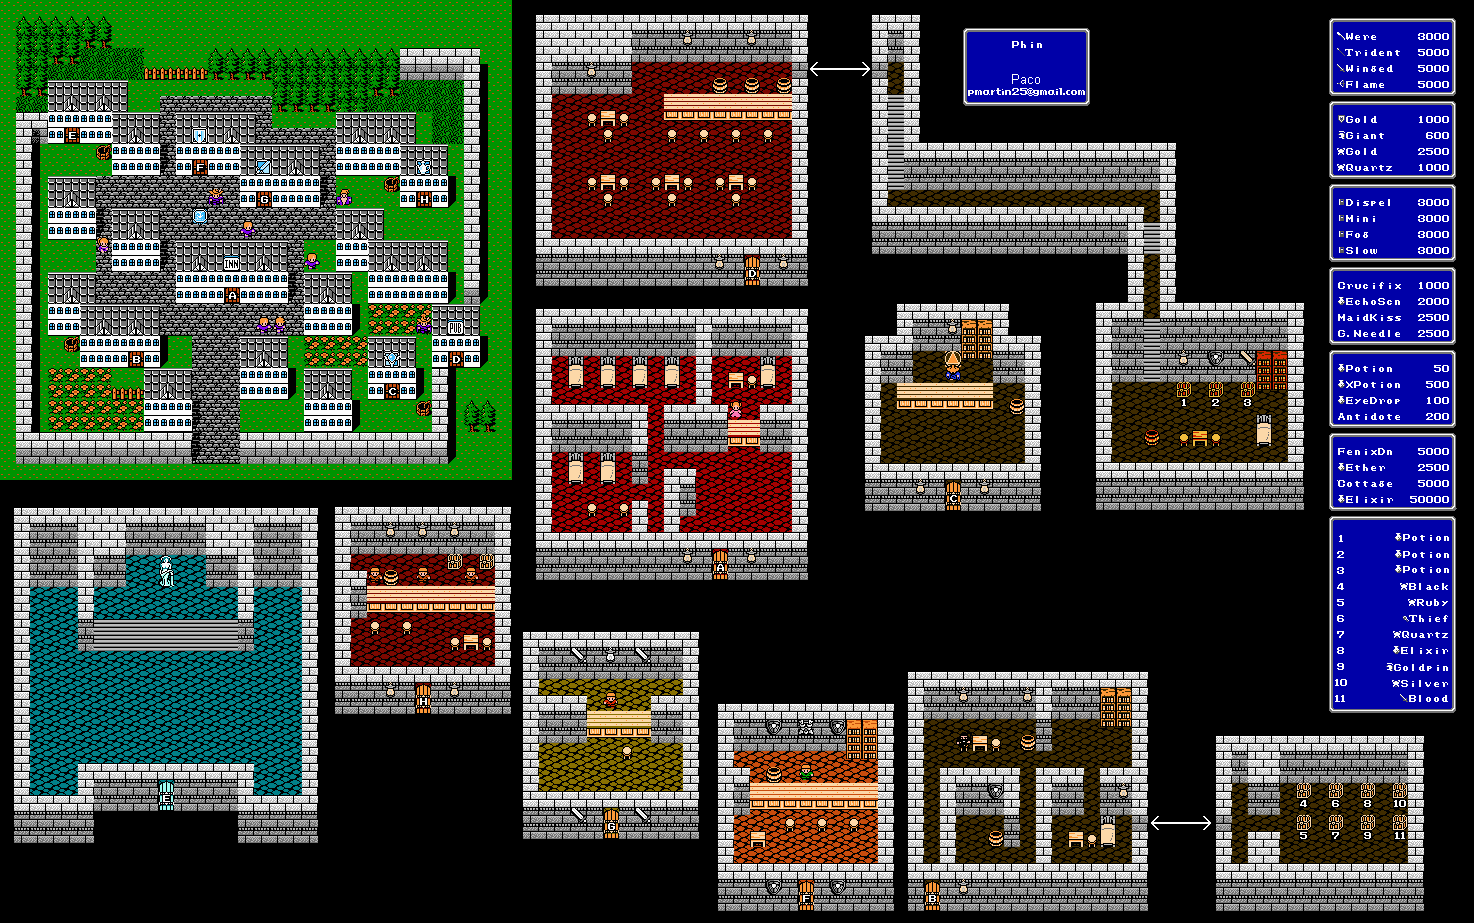 E
F
G
H
INN
A
PUB
B
D
C
D
A
C
1 2 3
E
H
G
F
B
4 6 8 10
5 7 9 11
Phin
Paco
pmartin25@gmail.com
Were 3000
Trident 5000
Winged 5000
Flame 5000
Gold 1000
Giant 600
Gold 2500
Quartz 1000
Dispel 3000
Mini 3000
Fog 3000
Slow 3000
Crucifix 1000
EchoScn 2000
MaidKiss 2500
G.Needle 2500
Potion 50
XPotion 500
EyeDrop 100
Antidote 200
FenixDn 5000
Ether 2500
Cottage 5000
Elixir 50000
1 Potion
2 Potion
3 Potion
4 Black
5 Ruby
6 Thief
7 Quartz
8 Elixir
9 Goldpin
10 Silver
11 Blood